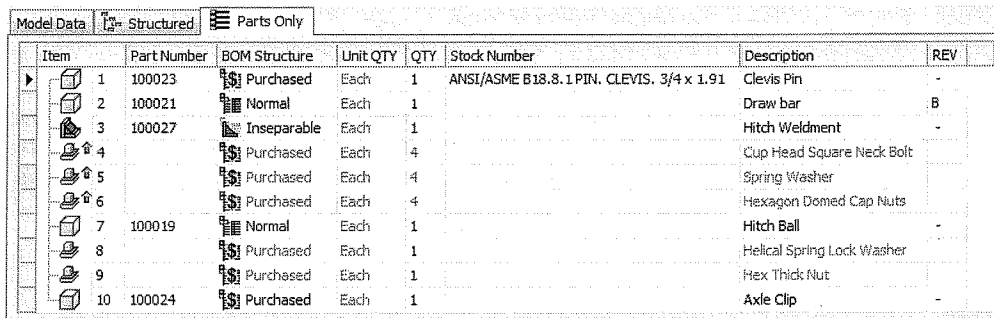 Model Data Structured Parts Only
Item Part Number BOM Structure Unit QTY QTY Stock Number Description REV
1 100023 Purchased Each 1 ANSI/ASME B18.8.1 PIN. CLEVIS. 3/4 x 1.91 Clevis Pin -
2 100021 Normal Each 1 Draw bar B
3 100027 Inseparable Each 1 Hitch Weldment -
4 Purchased Each 4 Cup Head Square Neck Bolt
5 Purchased Each 4 Spring Washer
6 Purchased Each 4 Hexagon Domed Cap Nuts
7 100019 Normal Each 1 Hitch Ball -
8 Purchased Each 1 Helical Spring Lock Washer
9 Purchased Each 1 Hex Thick Nut
10 100024 Purchased Each 1 Axle Clip -